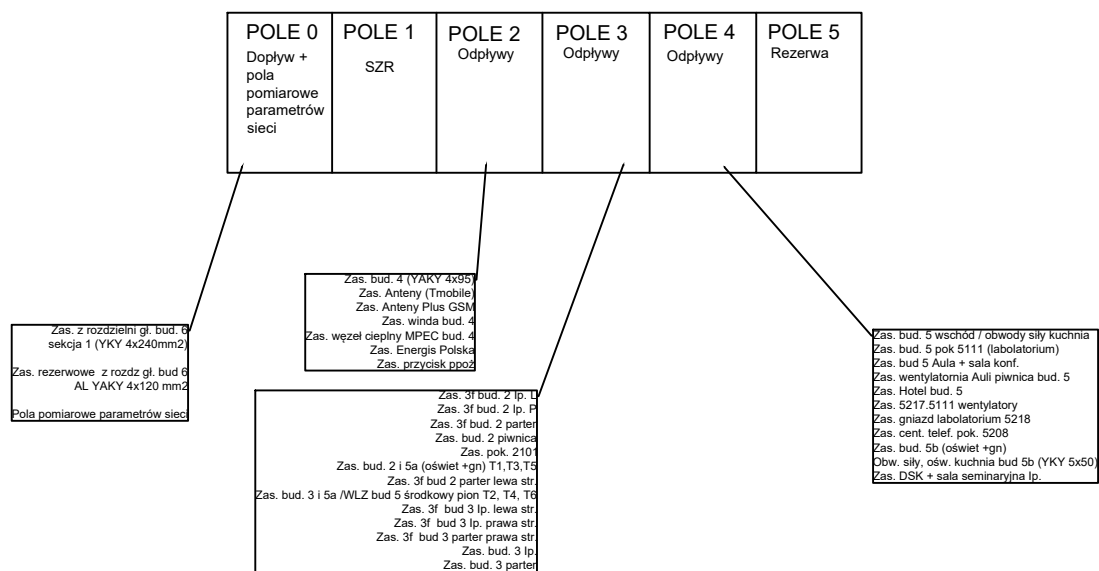 POLE 0
Dopływ +
pola
pomiarowe
parametrów
sieci
POLE 1
SZR
POLE 2
Odpływy
POLE 3
Odpływy
POLE 4
Odpływy
POLE 5
Rezerwa
Zas. z rozdzielni gł. bud. 6
sekcja 1 (YKY 4x240mm2)
Zas. rezerwowe z rozdz gł. bud 6
AL YAKY 4x120 mm2
Pola pomiarowe parametrów sieci
Zas. bud. 4 (YAKY 4x95)
Zas. Anteny (Tmobile)
Zas. Anteny Plus GSM
Zas. winda bud. 4
Zas. węzeł cieplny MPEC bud. 4
Zas. Energis Polska
Zas. przycisk ppoż
Zas. 3f bud. 2 Ip. L
Zas. 3f bud. 2 Ip. P
Zas. 3f bud. 2 parter
Zas. bud. 2 piwnica
Zas. pok. 2101
Zas. bud. 2 i 5a (oświet +gn) T1,T3,T5
Zas. 3f bud 2 parter lewa str.
Zas. bud. 3 i 5a /WLZ bud 5 środkowy pion T2, T4, T6
Zas. 3f bud 3 Ip. lewa str.
Zas. 3f bud 3 Ip. prawa str.
Zas. 3f bud 3 parter prawa str.
Zas. bud. 3 Ip.
Zas. bud. 3 parter
Zas. bud. 5 wschód / obwody siły kuchnia
Zas. bud. 5 pok 5111 (labolatorium)
Zas. bud 5 Aula + sala konf.
Zas. wentylatornia Auli piwnica bud. 5
Zas. Hotel bud. 5
Zas. 5217.5111 wentylatory
Zas. gniazd labolatorium 5218
Zas. cent. telef. pok. 5208
Zas. bud. 5b (oświet +gn)
Obw. siły, ośw. kuchnia bud 5b (YKY 5x50)
Zas. DSK + sala seminaryjna Ip.